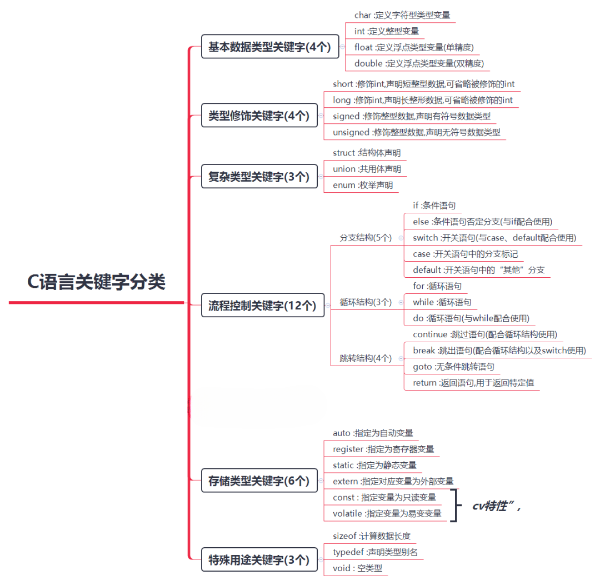 C语言关键字分类
基本数据类型关键字(4个)
char :定义字符型类型变量
int :定义整型变量
float :定义浮点类型变量(单精度)
double :定义浮点类型变量(双精度)
类型修饰关键字(4个)
short :修饰int,声明短整型数据,可省略被修饰的int
long :修饰int,声明长整形数据,可省略被修饰的int
signed :修饰整型数据,声明有符号数据类型
unsigned :修饰整型数据,声明无符号数据类型
复杂类型关键字(3个)
struct :结构体声明
union :共用体声明
enum :枚举声明
流程控制关键字(12个)
分支结构(5个)
if :条件语句
else :条件语句否定分支(与if配合使用)
switch :开关语句(与case、default配合使用)
case :开关语句中的分支标记
default :开关语句中的“其他”分支
循环结构(3个)
for :循环语句
while :循环语句
do :循环语句(与while配合使用)
跳转结构(4个)
continue :跳过语句(配合循环结构使用)
break :跳出语句(配合循环结构以及switch使用)
goto :无条件跳转语句
return :返回语句,用于返回特定值
存储类型关键字(6个)
auto :指定为自动变量
register :指定为寄存器变量
static :指定为静态变量
extern :指定对应变量为外部变量
const : 指定变量为只读变量
volatile : 指定变量为易变变量
cv特性”,
特殊用途关键字(3个)
sizeof :计算数据长度
typedef :声明类型别名
void : 空类型